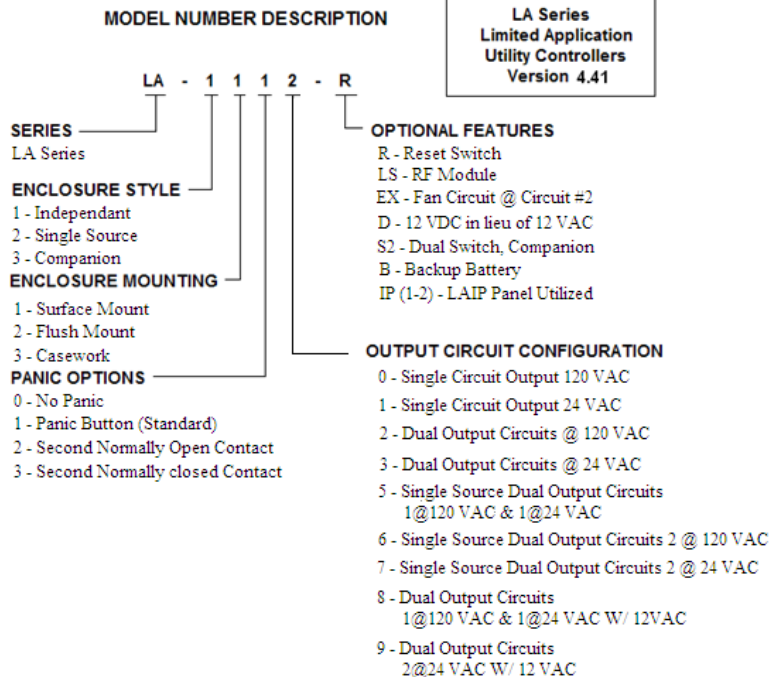 MODEL NUMBER DESCRIPTION
LA Series
Limited Application
Utility Controllers
Version 4.41
LA - 1 1 1 2 - R
SERIES
LA Series
ENCLOSURE STYLE
1 - Independant
2 - Single Source
3 - Companion
ENCLOSURE MOUNTING
1 - Surface Mount
2 - Flush Mount
3 - Casework
PANIC OPTIONS
0 - No Panic
1 - Panic Button (Standard)
2 - Second Normally Open Contact
3 - Second Normally closed Contact
OPTIONAL FEATURES
R - Reset Switch
LS - RF Module
EX - Fan Circuit @ Circuit #2
D - 12 VDC in lieu of 12 VAC
S2 - Dual Switch, Companion
B - Backup Battery
IP (1-2) - LAIP Panel Utilized
OUTPUT CIRCUIT CONFIGURATION
0 - Single Circuit Output 120 VAC
1 - Single Circuit Output 24 VAC
2 - Dual Output Circuits @ 120 VAC
3 - Dual Output Circuits @ 24 VAC
5 - Single Source Dual Output Circuits
1@120 VAC & 1@24 VAC
6 - Single Source Dual Output Circuits 2 @ 120 VAC
7 - Single Source Dual Output Circuits 2 @ 24 VAC
8 - Dual Output Circuits
1@120 VAC & 1@24 VAC W/ 12VAC
9 - Dual Output Circuits
2@24 VAC W/ 12 VAC